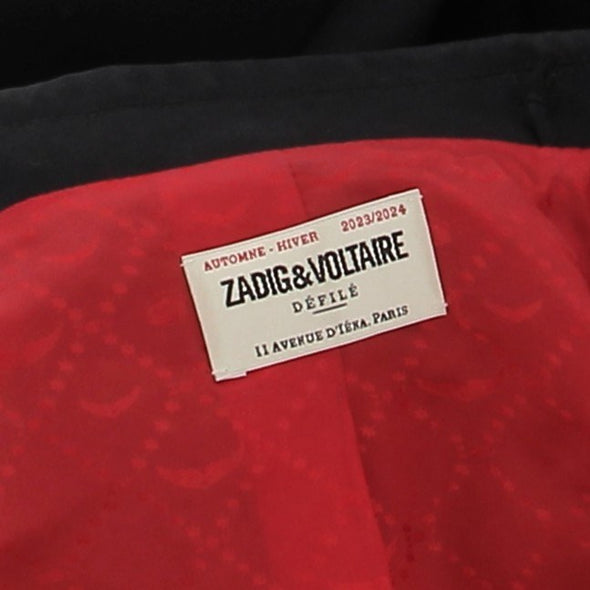 AUTOMNE - HIVER 2023/2024
ZADIG&VOLTAIRE
DÉFILÉ
11 AVENUE D'IÉNA, PARIS